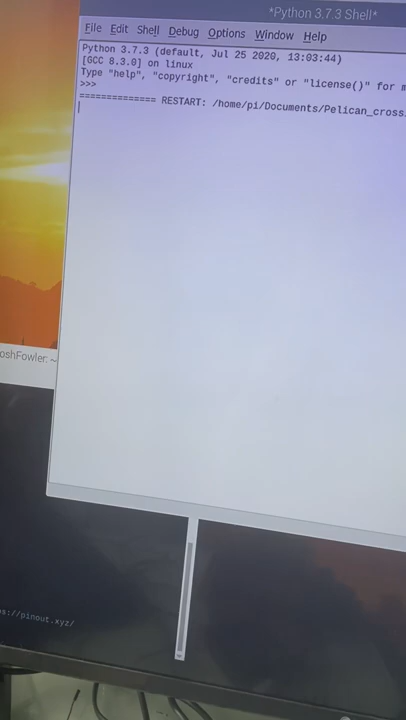 *Python 3.7.3 Shell*
File Edit Shell Debug Options Window Help
Python 3.7.3 (default, Jul 25 2020, 13:03:44)
[GCC 8.3.0] on linux
Type "help", "copyright", "credits" or "license()" for m
>>>
============== RESTART: /home/pi/Documents/Pelican_cross
oshFowler: ~
s://pinout.xyz/